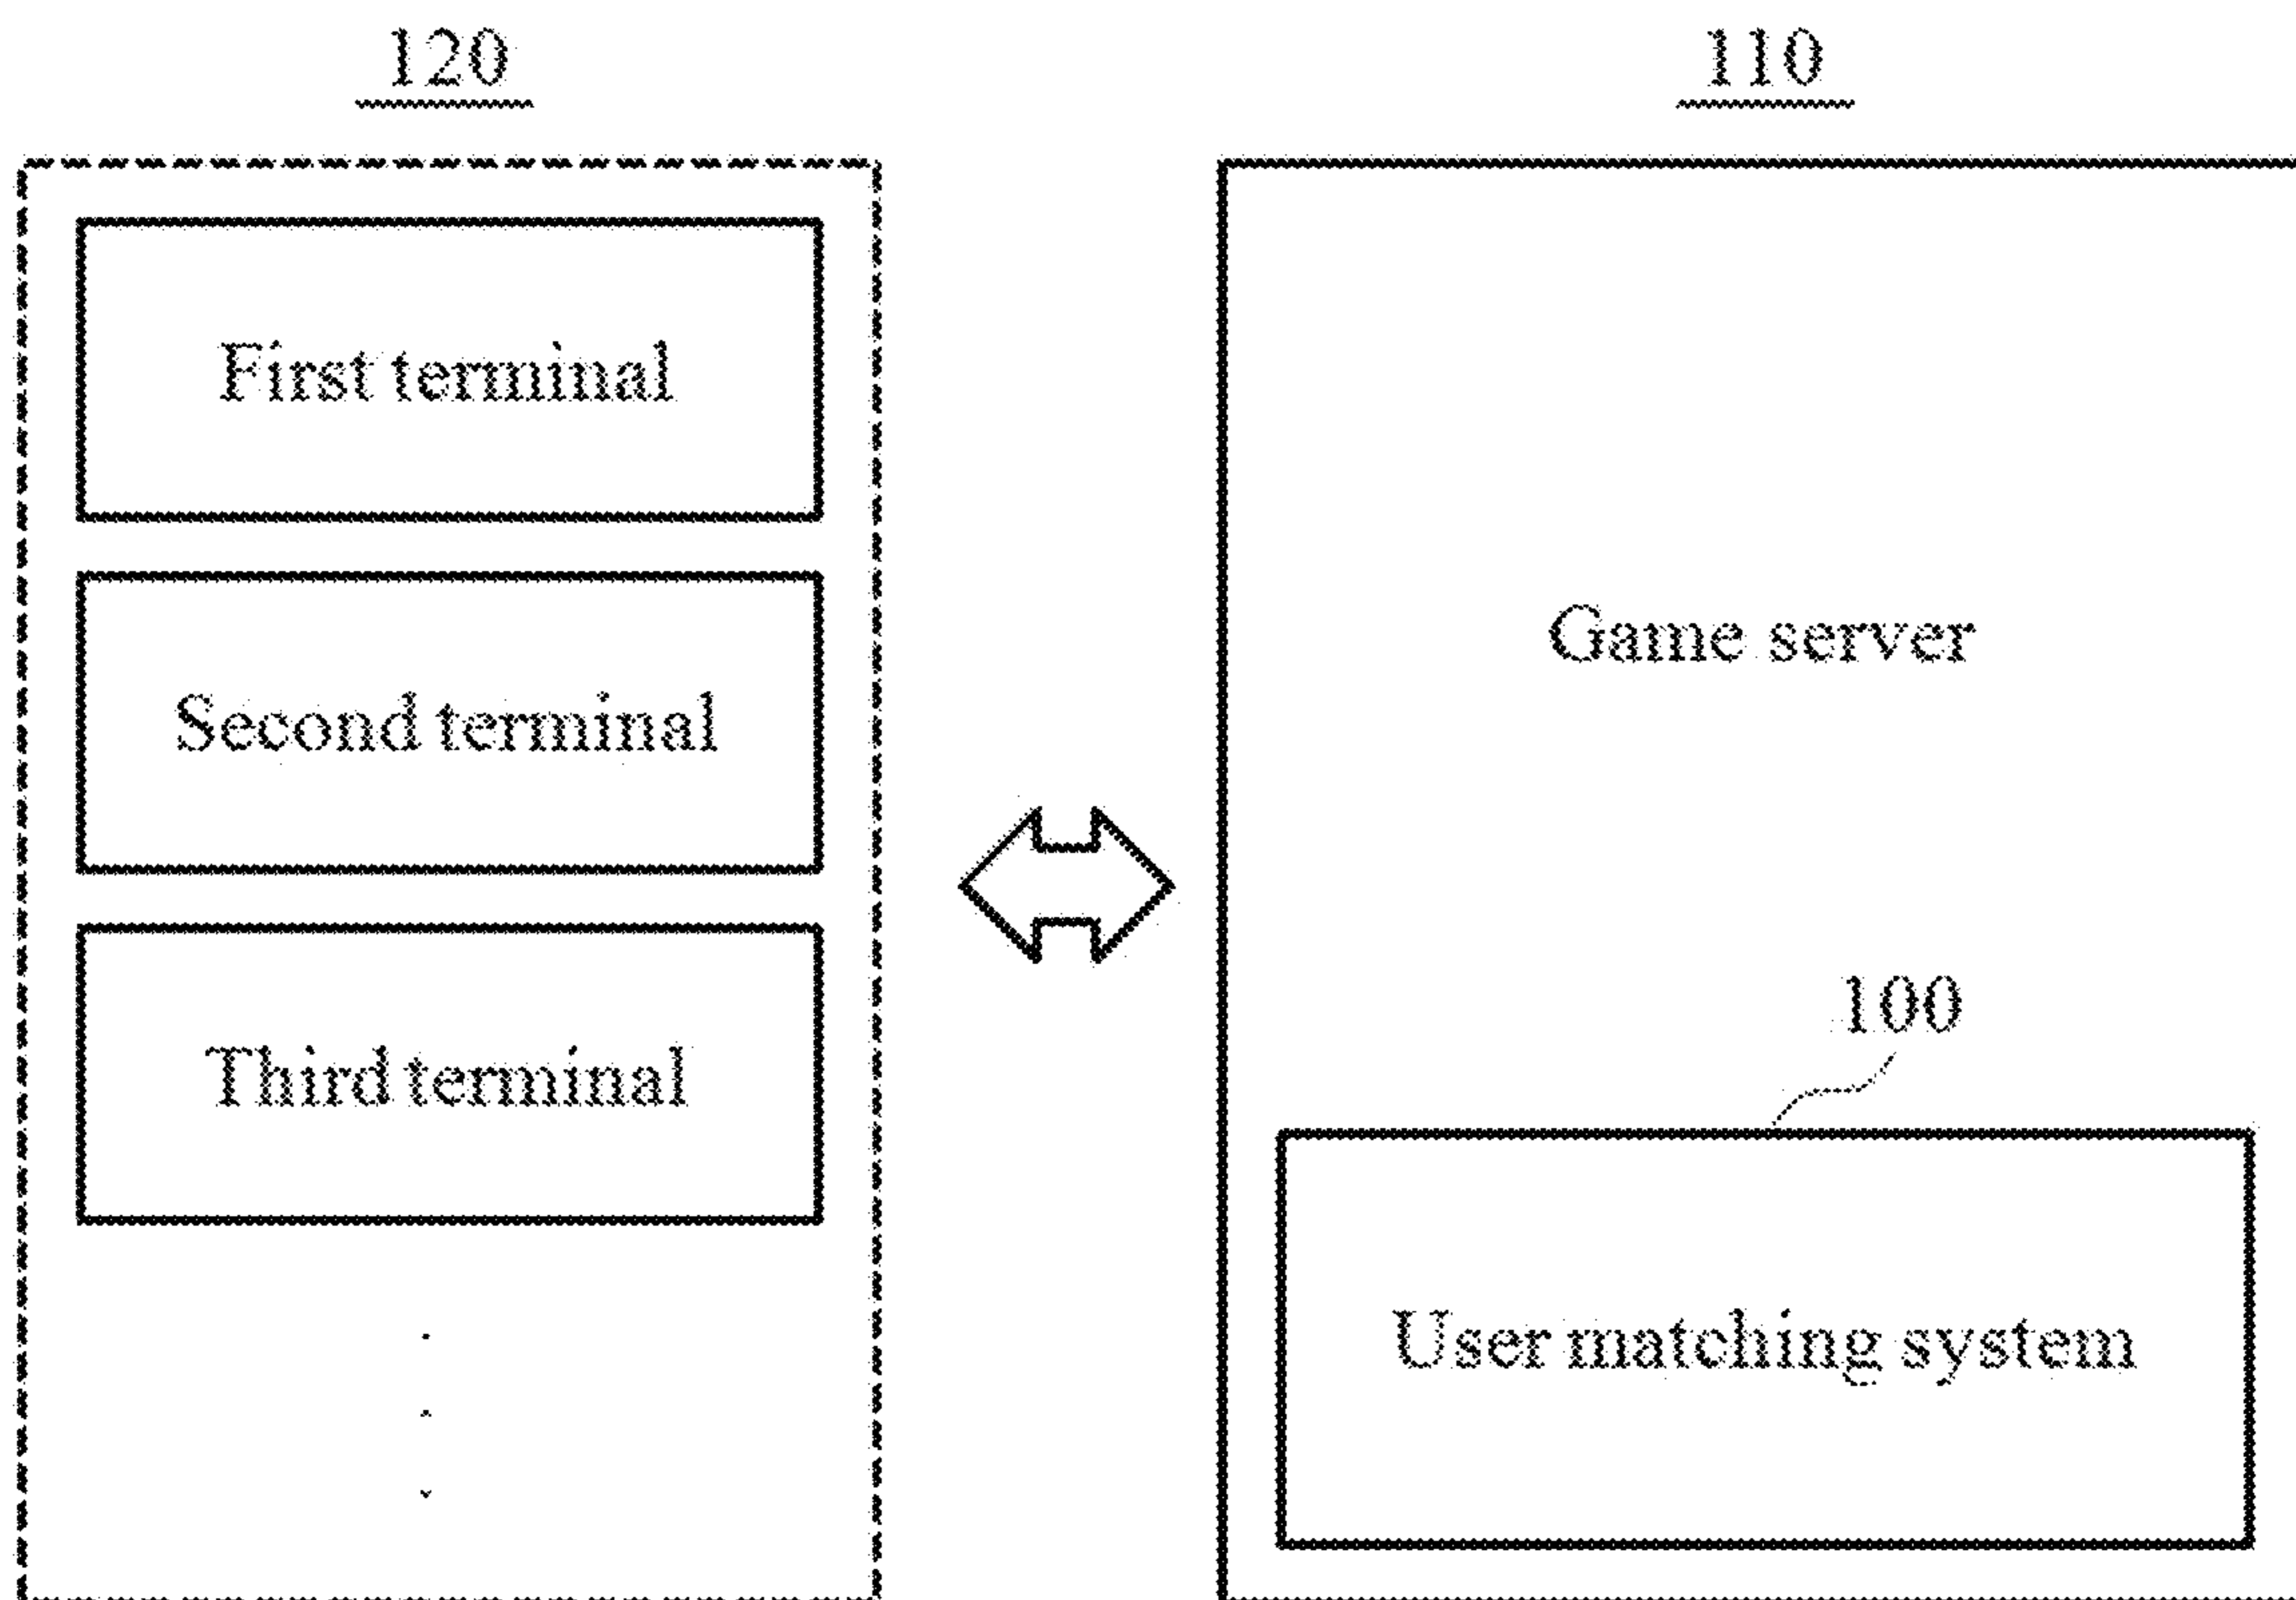 120
First terminal
Second terminal
Third terminal
110
Game server
100
User matching system